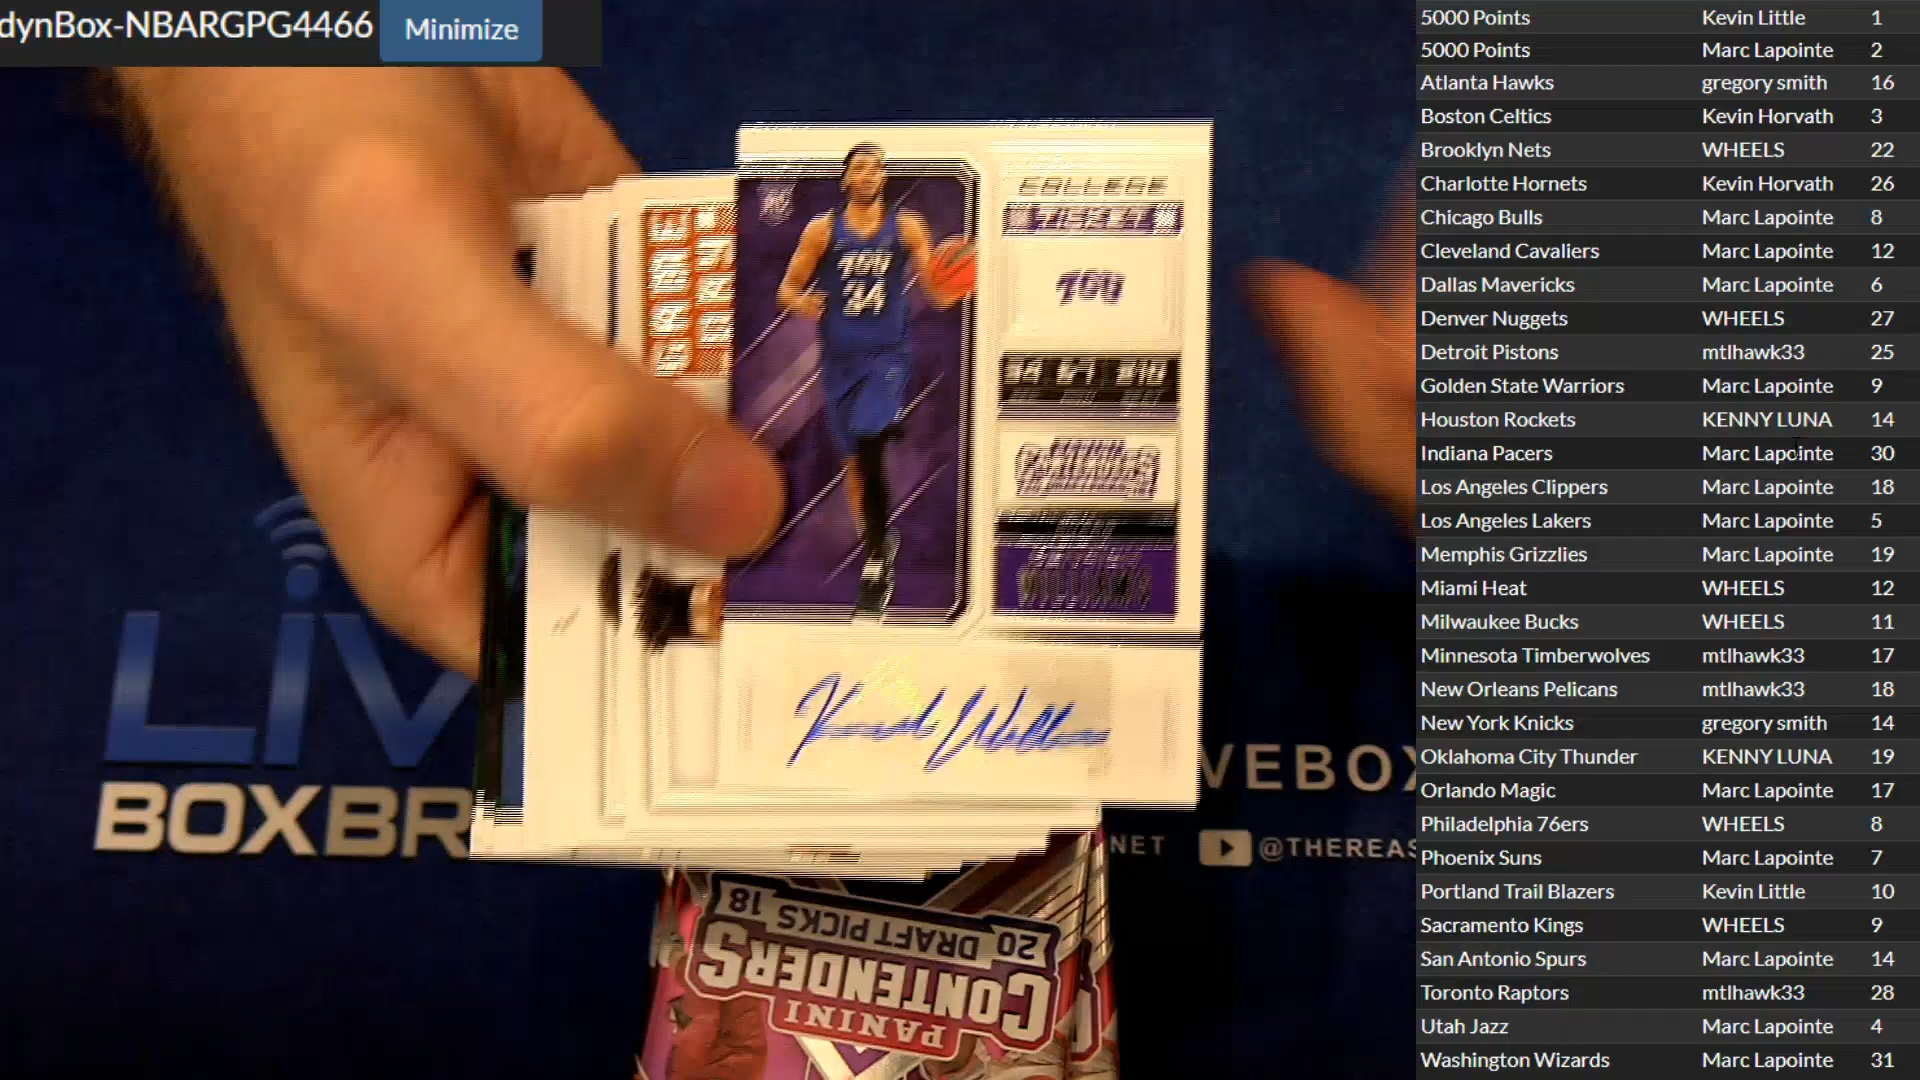 dynBox-NBARGPG4466 Minimize
5000 Points Kevin Little 1
5000 Points Marc Lapointe 2
Atlanta Hawks gregory smith 16
Boston Celtics Kevin Horvath 3
Brooklyn Nets WHEELS 22
Charlotte Hornets Kevin Horvath 26
Chicago Bulls Marc Lapointe 8
Cleveland Cavaliers Marc Lapointe 12
Dallas Mavericks Marc Lapointe 6
Denver Nuggets WHEELS 27
Detroit Pistons mtlhawk33 25
Golden State Warriors Marc Lapointe 9
Houston Rockets KENNY LUNA 14
Indiana Pacers Marc Lapointe 30
Los Angeles Clippers Marc Lapointe 18
Los Angeles Lakers Marc Lapointe 5
Memphis Grizzlies Marc Lapointe 19
Miami Heat WHEELS 12
Milwaukee Bucks WHEELS 11
Minnesota Timberwolves mtlhawk33 17
New Orleans Pelicans mtlhawk33 18
New York Knicks gregory smith 14
Oklahoma City Thunder KENNY LUNA 19
Orlando Magic Marc Lapointe 17
Philadelphia 76ers WHEELS 8
Phoenix Suns Marc Lapointe 7
Portland Trail Blazers Kevin Little 10
Sacramento Kings WHEELS 9
San Antonio Spurs Marc Lapointe 14
Toronto Raptors mtlhawk33 28
Utah Jazz Marc Lapointe 4
Washington Wizards Marc Lapointe 31
COLLEGE
TICKET
TCU
TCU
34
CONTENDERS
WILLIAMS
LiV
BOXBR
VEBOX
NET @THEREAS
20 DRAFT PICKS 18
CONTENDERS
PANINI